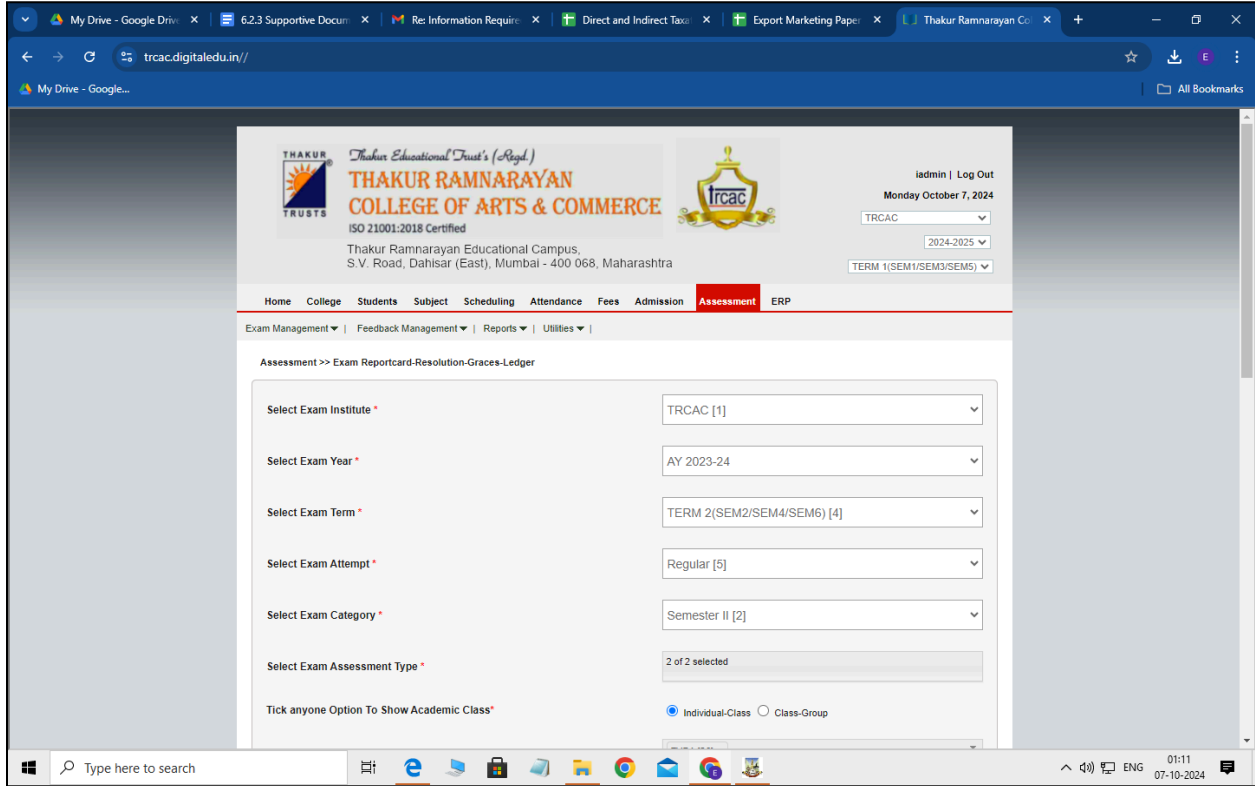 My Drive - Google Driv
6.2.3 Supportive Docum
Re: Information Require
Direct and Indirect Taxa
Export Marketing Paper
Thakur Ramnarayan Co
trcac.digitaledu.in//
E
My Drive - Google...
All Bookmarks
THAKUR
TRUSTS
Thakur Educational Trust's (Regd.)
THAKUR RAMNARAYAN
COLLEGE OF ARTS & COMMERCE
ISO 21001:2018 Certified
trcac
Thakur Ramnarayan Educational Campus,
S.V. Road, Dahisar (East), Mumbai - 400 068, Maharashtra
iadmin | Log Out
Monday October 7, 2024
TRCAC
2024-2025
TERM 1(SEM1/SEM3/SEM5)
Home College Students Subject Scheduling Attendance Fees Admission Assessment ERP
Exam Management | Feedback Management | Reports | Utilities |
Assessment >> Exam Reportcard-Resolution-Graces-Ledger
Select Exam Institute * TRCAC [1]
Select Exam Year * AY 2023-24
Select Exam Term * TERM 2(SEM2/SEM4/SEM6) [4]
Select Exam Attempt * Regular [5]
Select Exam Category * Semester II [2]
Select Exam Assessment Type * 2 of 2 selected
Tick anyone Option To Show Academic Class* Individual-Class Class-Group
Type here to search
ENG
01:11
07-10-2024